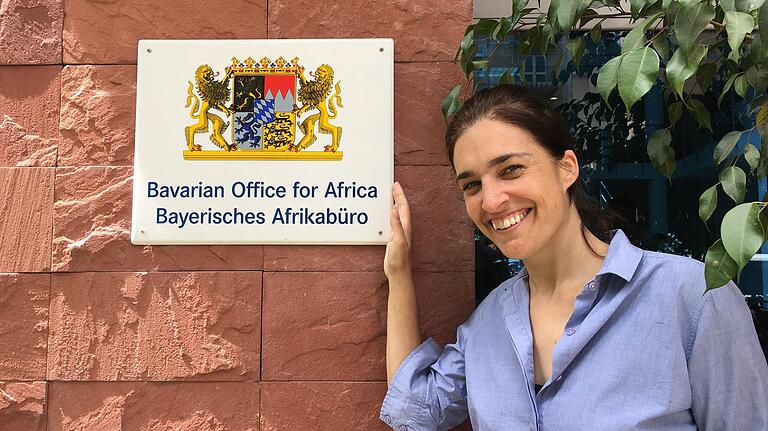 Bavarian Office for Africa
Bayerisches Afrikabüro